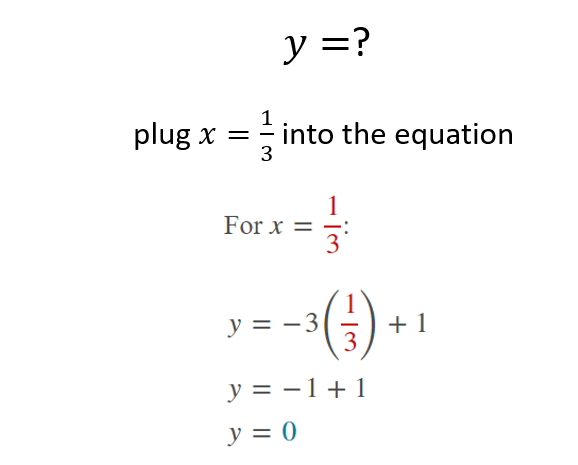 y =?
plug x = 1/3 into the equation
For x = 1/3:
y = −3(1/3) + 1
y = −1 + 1
y = 0